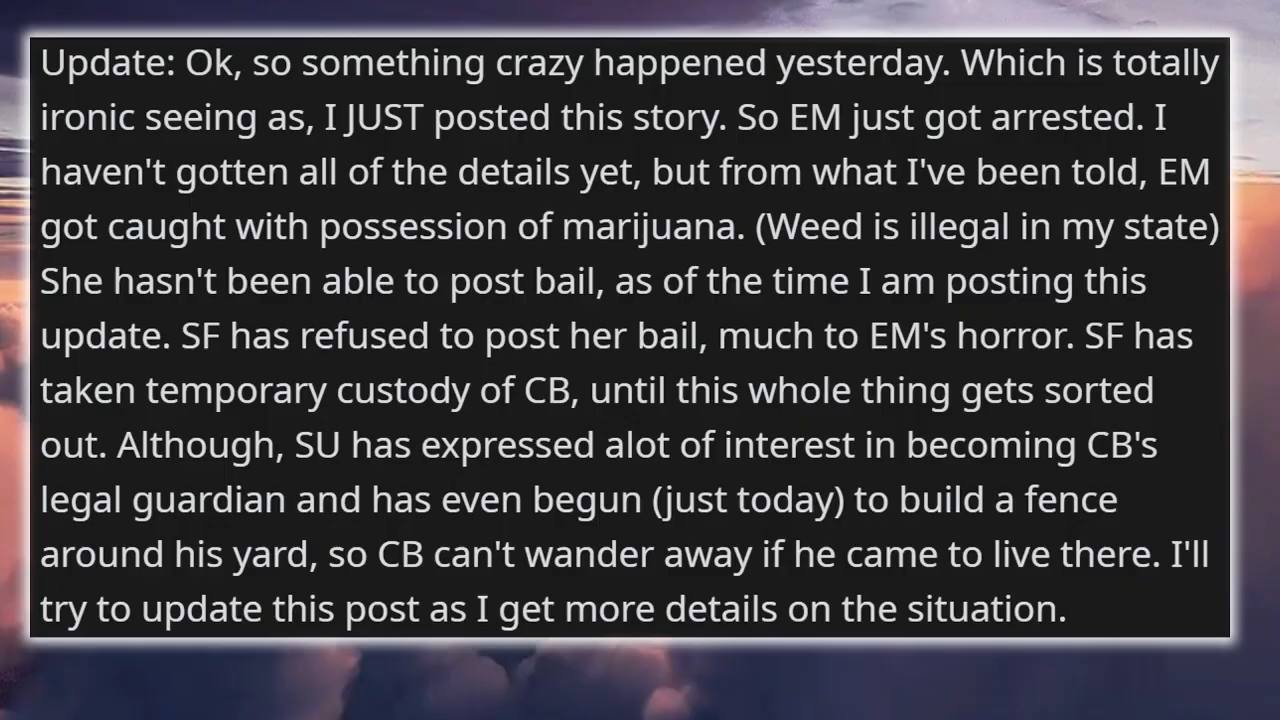 Update: Ok, so something crazy happened yesterday. Which is totally
ironic seeing as, I JUST posted this story. So EM just got arrested. I
haven't gotten all of the details yet, but from what I've been told, EM
got caught with possession of marijuana. (Weed is illegal in my state)
She hasn't been able to post bail, as of the time I am posting this
update. SF has refused to post her bail, much to EM's horror. SF has
taken temporary custody of CB, until this whole thing gets sorted
out. Although, SU has expressed alot of interest in becoming CB's
legal guardian and has even begun (just today) to build a fence
around his yard, so CB can't wander away if he came to live there. I'll
try to update this post as I get more details on the situation.